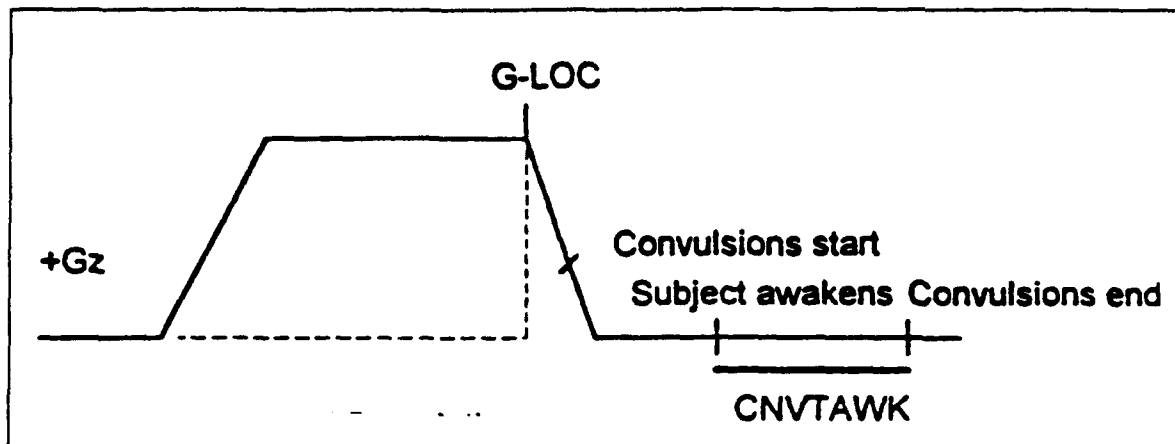 G-LOC
+Gz
Convulsions start
Subject awakens
Convulsions end
CNVTAWK